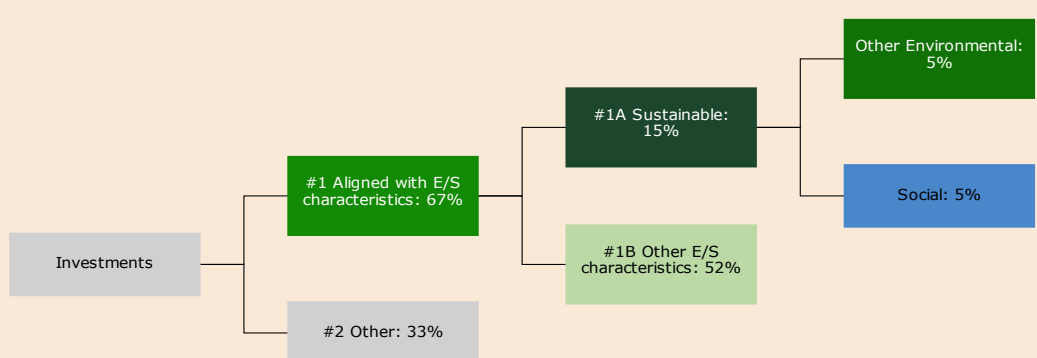 Other Environmental:
5%
#1A Sustainable:
15%
#1 Aligned with E/S
characteristics: 67%
Social: 5%
Investments
#1B Other E/S
characteristics: 52%
#2 Other: 33%